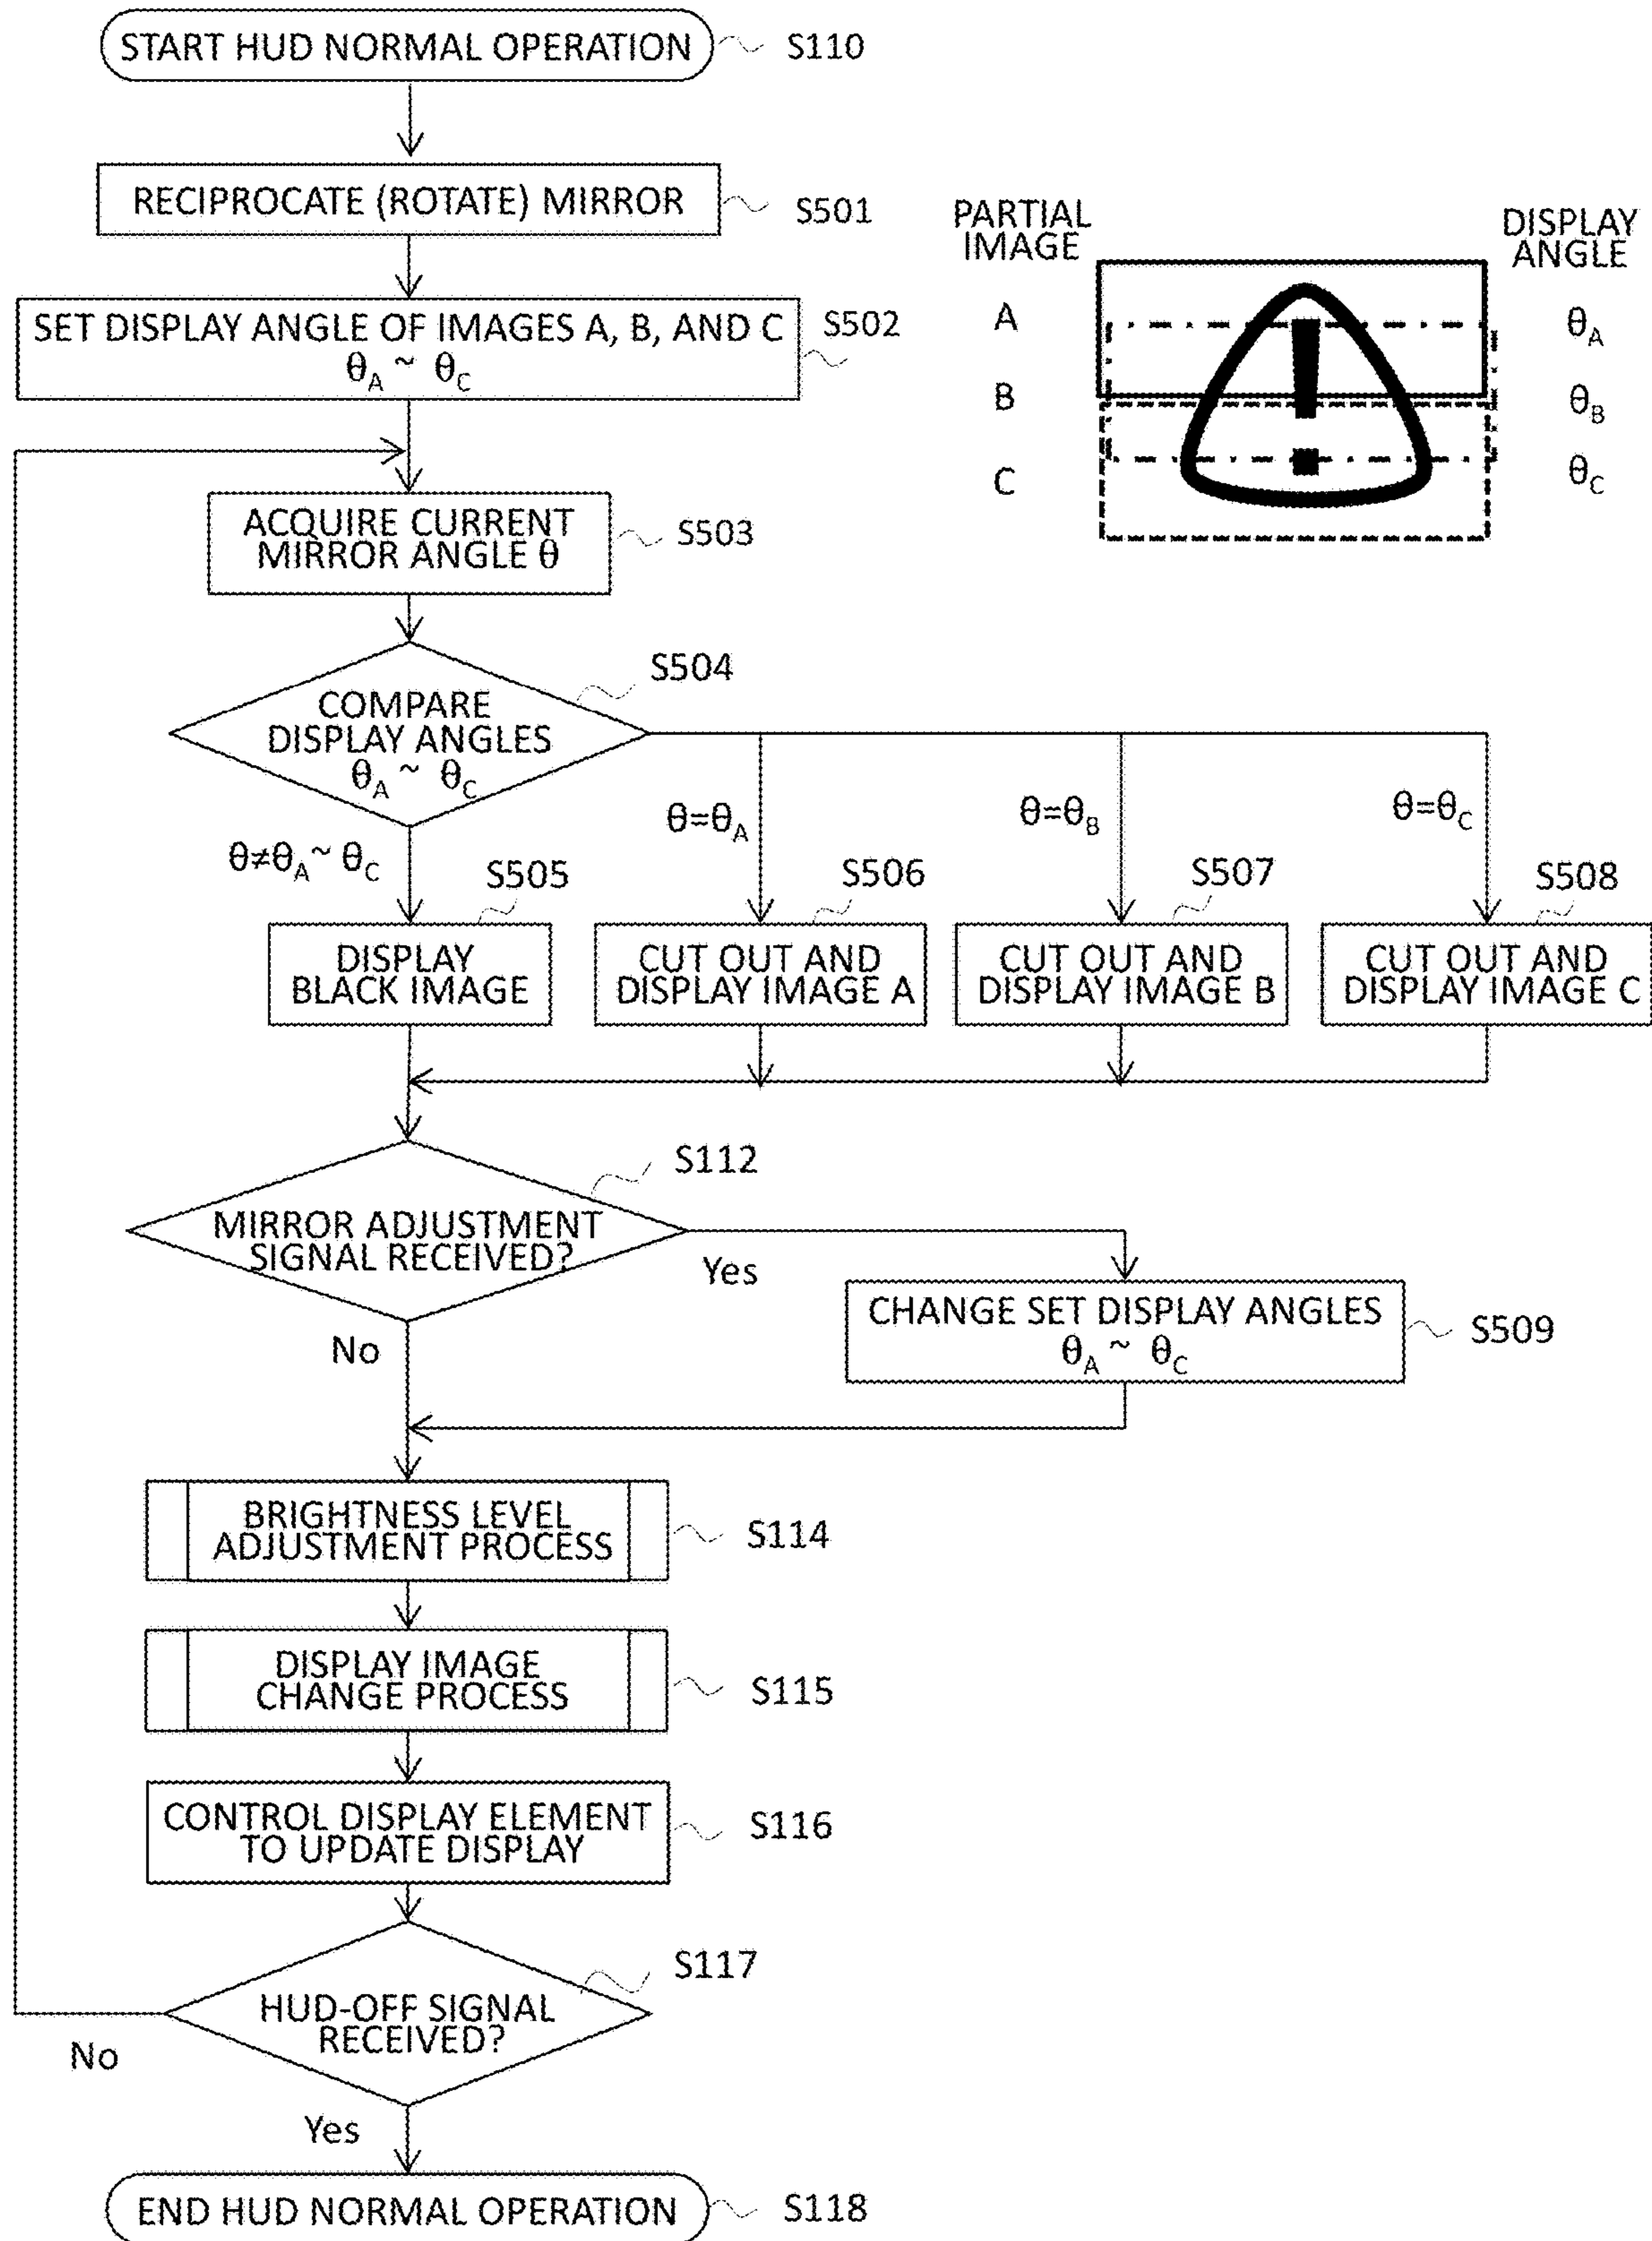 START HUD NORMAL OPERATION
S110
RECIPROCATE (ROTATE) MIRROR
S501
PARTIAL
IMAGE
DISPLAY
ANGLE
A
θA
B
θB
C
θC
SET DISPLAY ANGLE OF IMAGES A, B, AND C
θA ~ θC
S502
ACQUIRE CURRENT
MIRROR ANGLE θ
S503
COMPARE
DISPLAY ANGLES
θA ~ θC
S504
θ≠θA~ θC
θ=θA
θ=θB
θ=θC
S505
S506
S507
S508
DISPLAY
BLACK IMAGE
CUT OUT AND
DISPLAY IMAGE A
CUT OUT AND
DISPLAY IMAGE B
CUT OUT AND
DISPLAY IMAGE C
S112
MIRROR ADJUSTMENT
SIGNAL RECEIVED?
Yes
No
CHANGE SET DISPLAY ANGLES
θA ~ θC
S509
BRIGHTNESS LEVEL
ADJUSTMENT PROCESS
S114
DISPLAY IMAGE
CHANGE PROCESS
S115
CONTROL DISPLAY ELEMENT
TO UPDATE DISPLAY
S116
S117
HUD-OFF SIGNAL
RECEIVED?
No
Yes
END HUD NORMAL OPERATION
S118